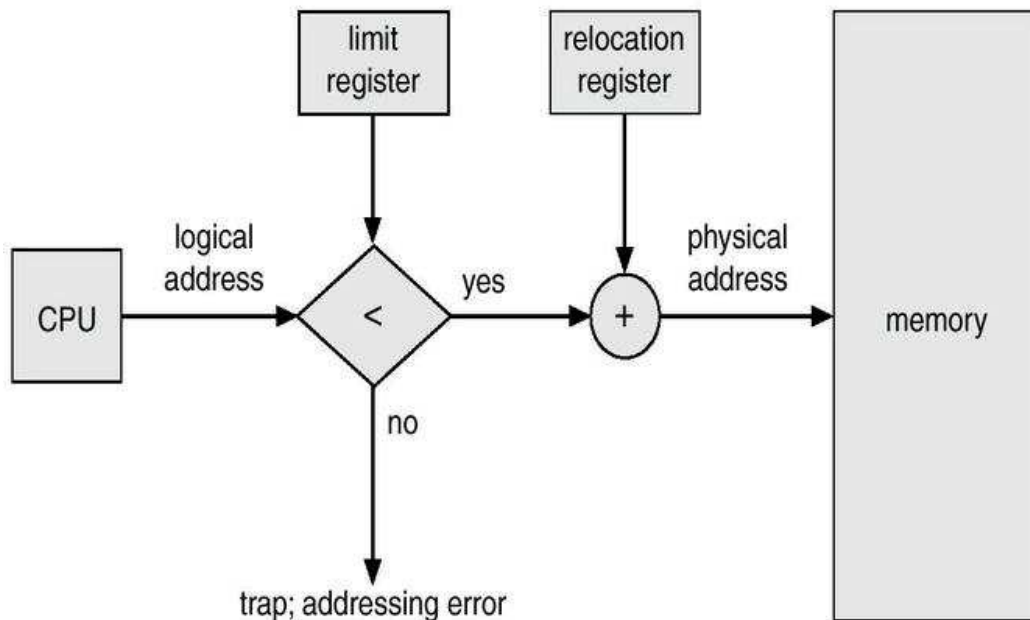 limit
register
relocation
register
logical
address
physical
address
CPU
<
yes
+
memory
no
trap; addressing error